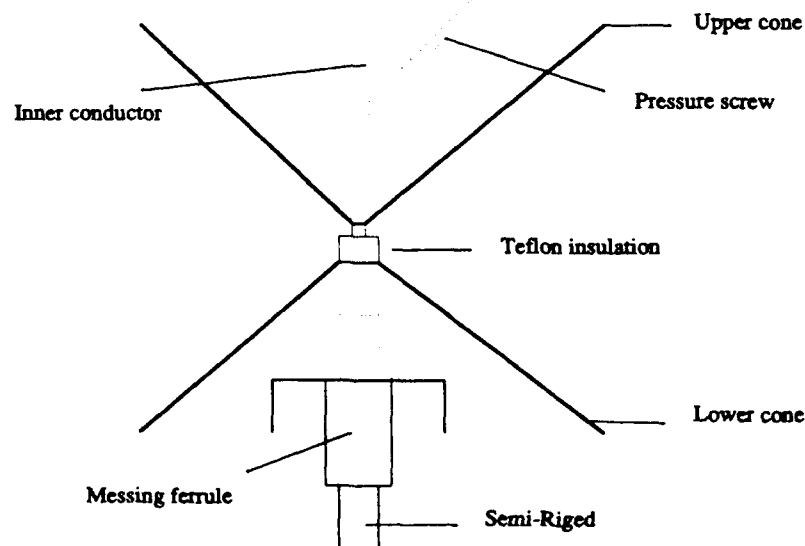 Upper cone
Inner conductor
Pressure screw
Teflon insulation
Lower cone
Messing ferrule
Semi-Riged